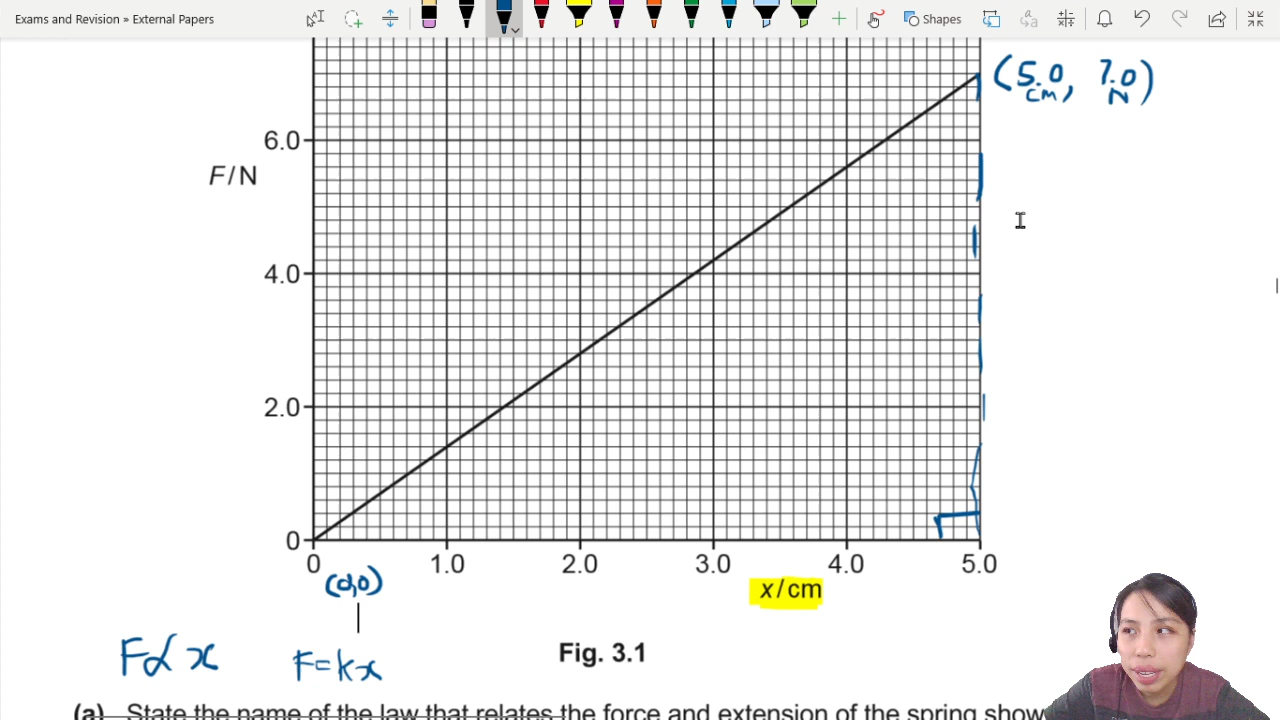 Exams and Revision » External Papers
Shapes
(5.0, 7.0)
cm N
6.0
F/N
4.0
2.0
0
0 1.0 2.0 3.0 4.0 5.0
(0,0)
x/cm
Fig. 3.1
F∝x F=kx
(a) State the name of the law that relates the force and extension of the spring show